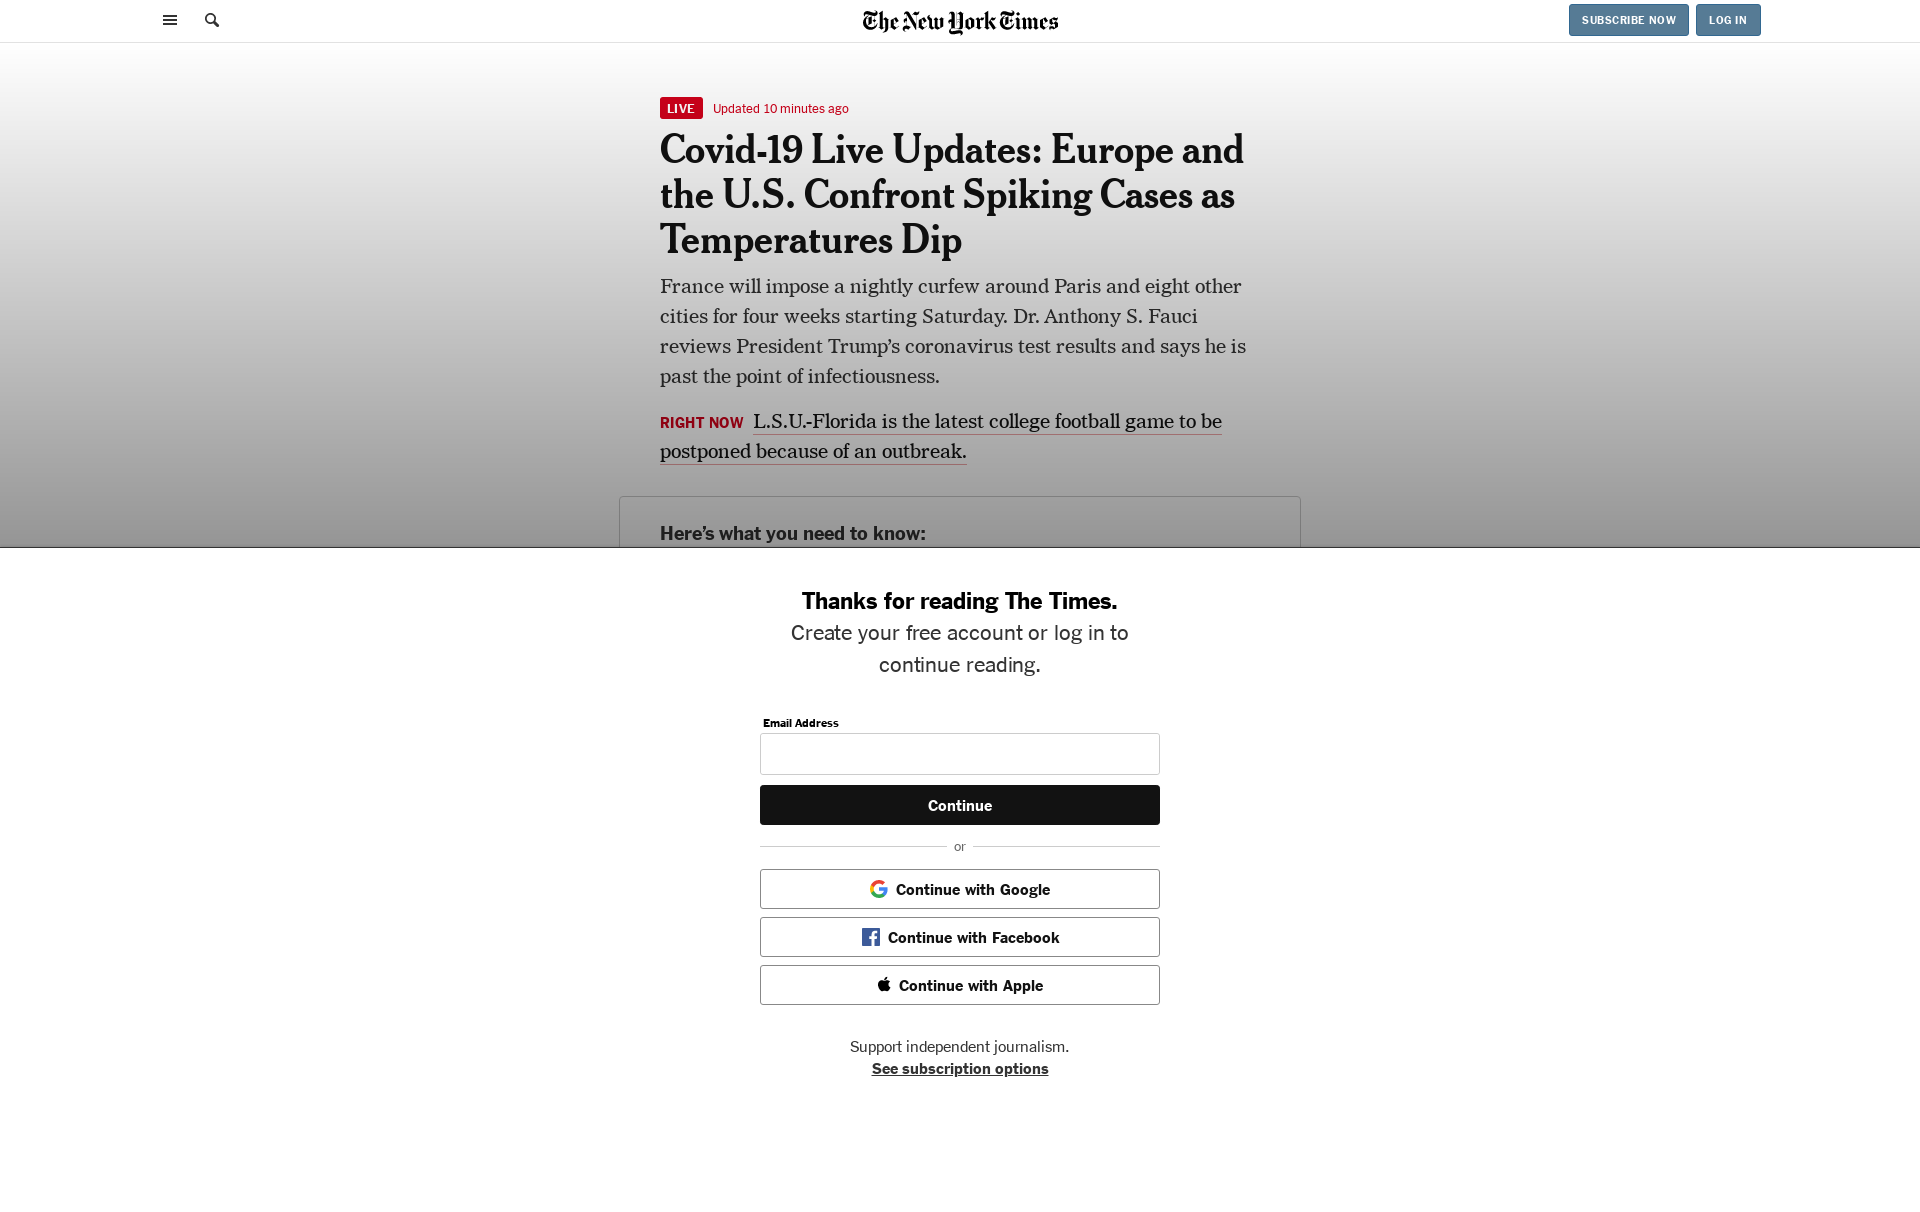 The New York Times
SUBSCRIBE NOW
LOG IN
LIVE Updated 10 minutes ago
Covid-19 Live Updates: Europe and
the U.S. Confront Spiking Cases as
Temperatures Dip
France will impose a nightly curfew around Paris and eight other
cities for four weeks starting Saturday. Dr. Anthony S. Fauci
reviews President Trump’s coronavirus test results and says he is
past the point of infectiousness.
RIGHT NOW L.S.U.-Florida is the latest college football game to be
postponed because of an outbreak.
Here’s what you need to know:
Thanks for reading The Times.
Create your free account or log in to
continue reading.
Email Address
Continue
or
Continue with Google
Continue with Facebook
Continue with Apple
Support independent journalism.
See subscription options